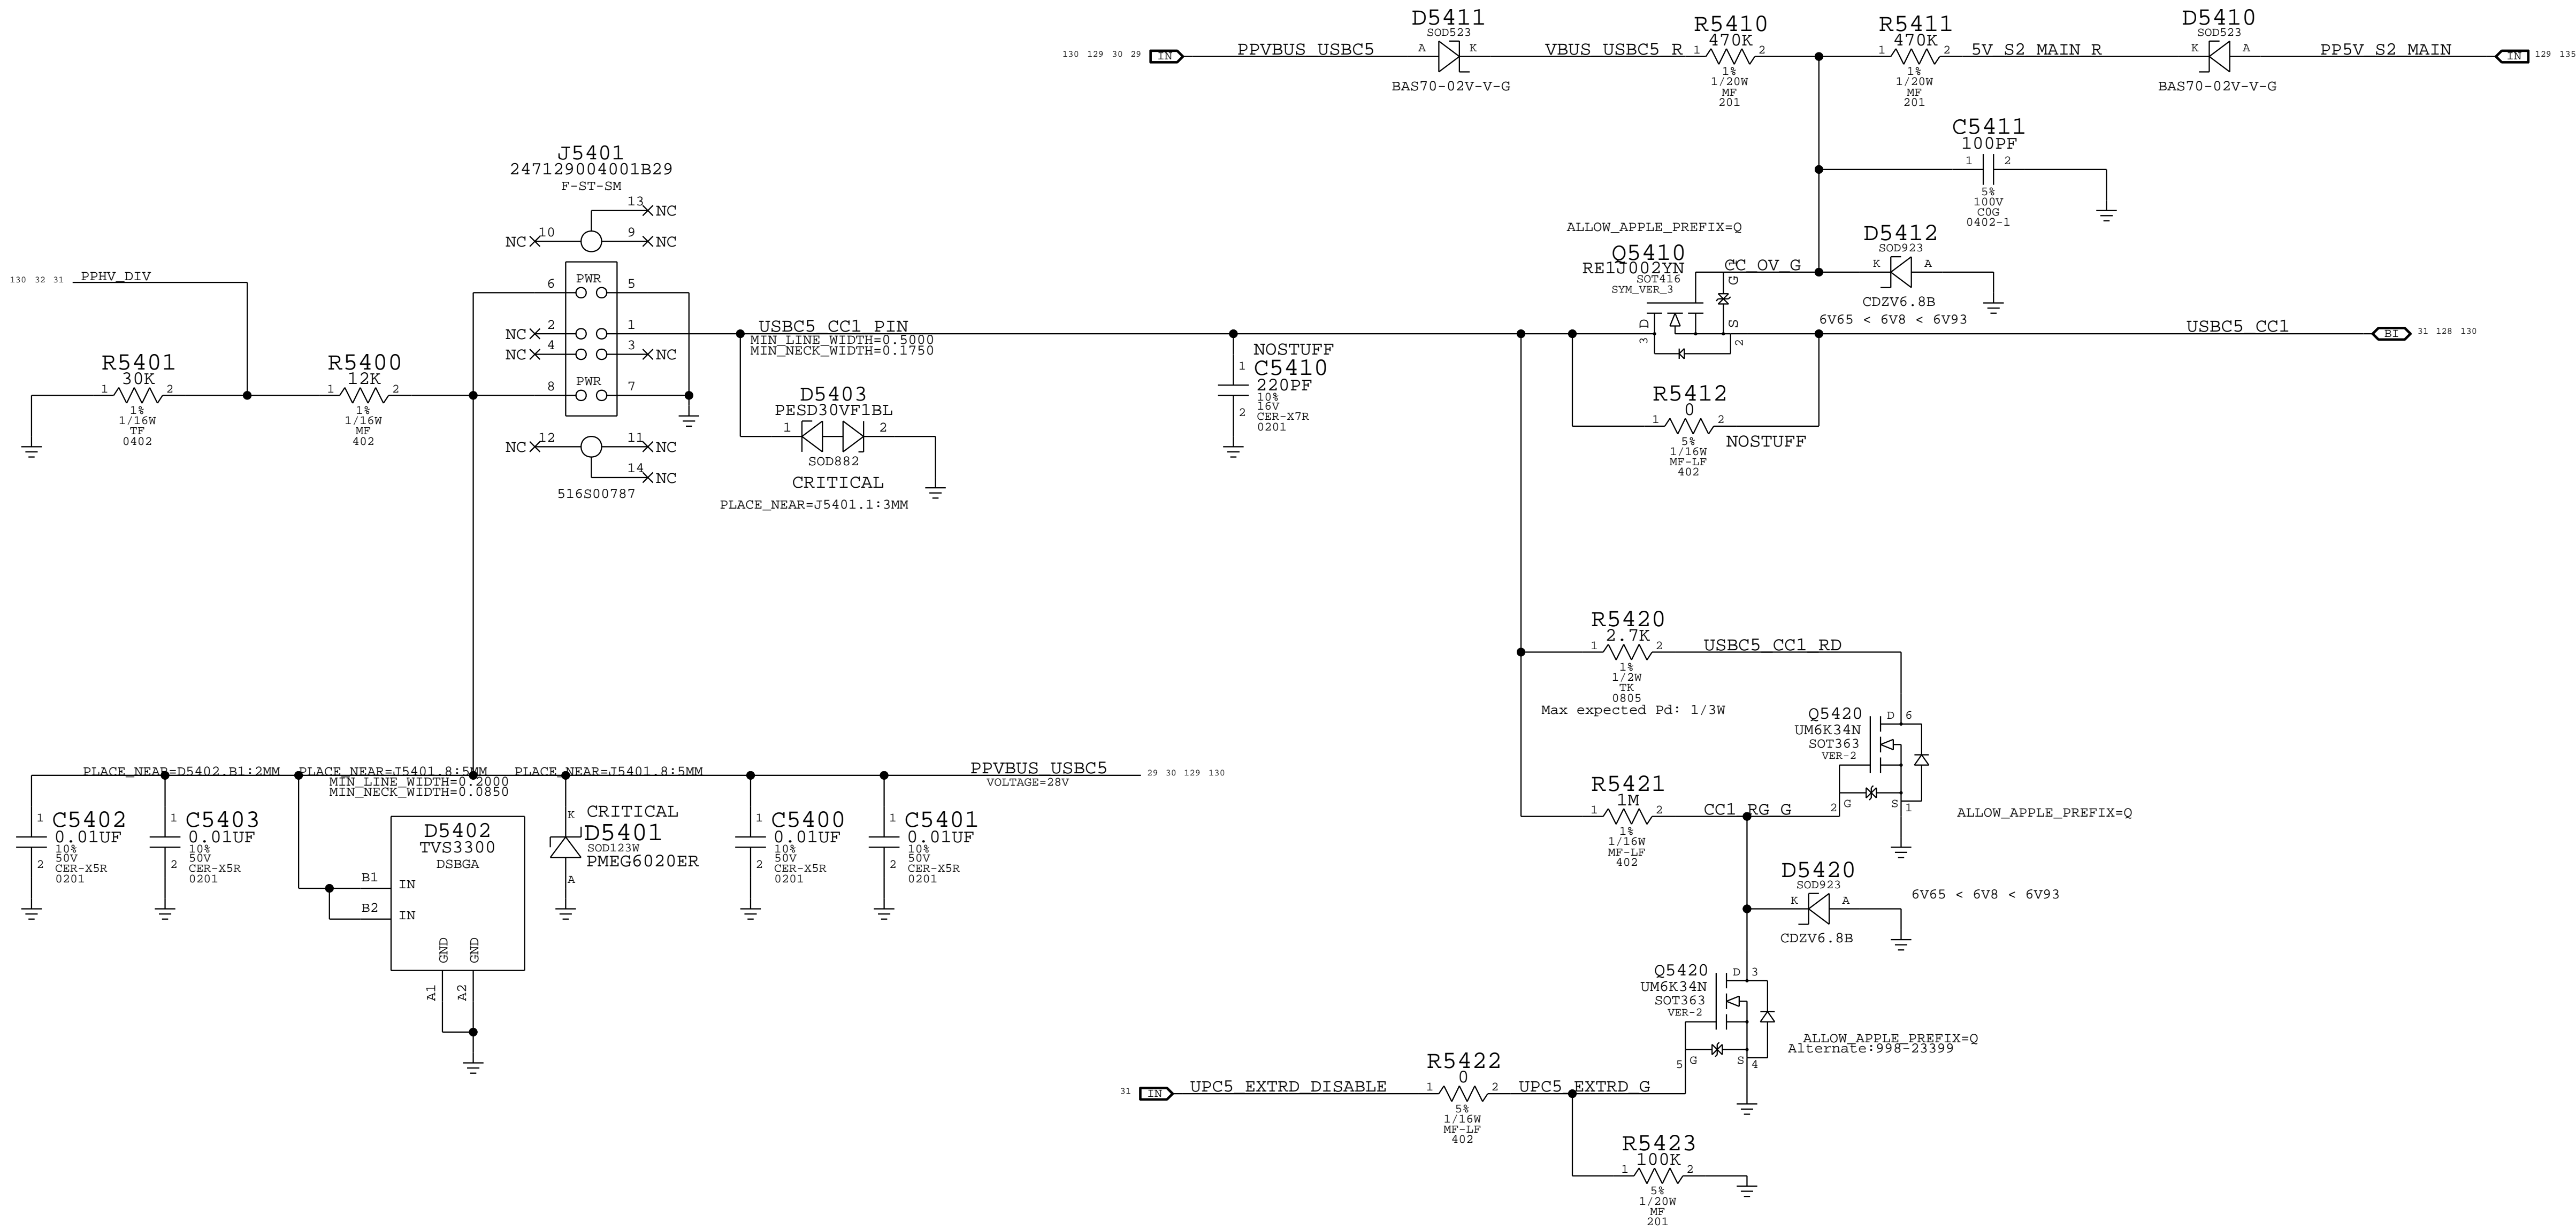 D5411
SOD523
130 129 30 29
IN
PPVBUS_USBC5
A
K
BAS70-02V-V-G
VBUS_USBC5_R
R5410
470K
1
2
1%
1/20W
MF
201
R5411
470K
1
2
1%
1/20W
MF
201
5V_S2_MAIN_R
D5410
SOD523
K
A
BAS70-02V-V-G
PP5V_S2_MAIN
IN
129 135
C5411
100PF
1
2
5%
100V
C0G
0402-1
J5401
247129004001B29
F-ST-SM
13
NC
NC
10
9
NC
PWR
6
5
NC
2
1
NC
4
3
NC
PWR
8
7
NC
12
11
NC
14
NC
516S00787
130 32 31
PPHV_DIV
R5401
30K
1
2
1%
1/16W
TF
0402
R5400
12K
1
2
1%
1/16W
MF
402
USBC5_CC1_PIN
MIN_LINE_WIDTH=0.5000
MIN_NECK_WIDTH=0.1750
D5403
PESD30VF1BL
1
2
SOD882
CRITICAL
PLACE_NEAR=J5401.1:3MM
NOSTUFF
C5410
220PF
1
10%
16V
2
CER-X7R
0201
ALLOW_APPLE_PREFIX=Q
Q5410
RE1J002YN
SOT416
SYM_VER_3
CC_OV_G
G
1
D
3
S
2
D5412
SOD923
K
A
CDZV6.8B
6V65 < 6V8 < 6V93
USBC5_CC1
BI
31 128 130
R5412
0
1
2
5%
1/16W
MF-LF
402
NOSTUFF
R5420
2.7K
1
2
1%
1/2W
TK
0805
Max expected Pd: 1/3W
USBC5_CC1_RD
Q5420
UM6K34N
SOT363
VER-2
D
6
2
G
S
1
ALLOW_APPLE_PREFIX=Q
R5421
1M
1
2
1%
1/16W
MF-LF
402
CC1_RG_G
D5420
SOD923
K
A
CDZV6.8B
6V65 < 6V8 < 6V93
Q5420
UM6K34N
SOT363
VER-2
D
3
5
G
S
4
ALLOW_APPLE_PREFIX=Q
Alternate:998-23399
31
IN
UPC5_EXTRD_DISABLE
R5422
0
1
2
5%
1/16W
MF-LF
402
UPC5_EXTRD_G
R5423
100K
1
2
5%
1/20W
MF
201
PLACE_NEAR=D5402.B1:2MM
PLACE_NEAR=J5401.8:5MM
PLACE_NEAR=J5401.8:5MM
MIN_LINE_WIDTH=0.2000
MIN_NECK_WIDTH=0.0850
PPVBUS_USBC5
VOLTAGE=28V
29 30 129 130
1
C5402
0.01UF
10%
50V
2
CER-X5R
0201
1
C5403
0.01UF
10%
50V
2
CER-X5R
0201
D5402
TVS3300
DSBGA
B1
IN
B2
IN
GND
GND
A1
A2
K
CRITICAL
D5401
SOD123W
PMEG6020ER
A
1
C5400
0.01UF
10%
50V
2
CER-X5R
0201
1
C5401
0.01UF
10%
50V
2
CER-X5R
0201